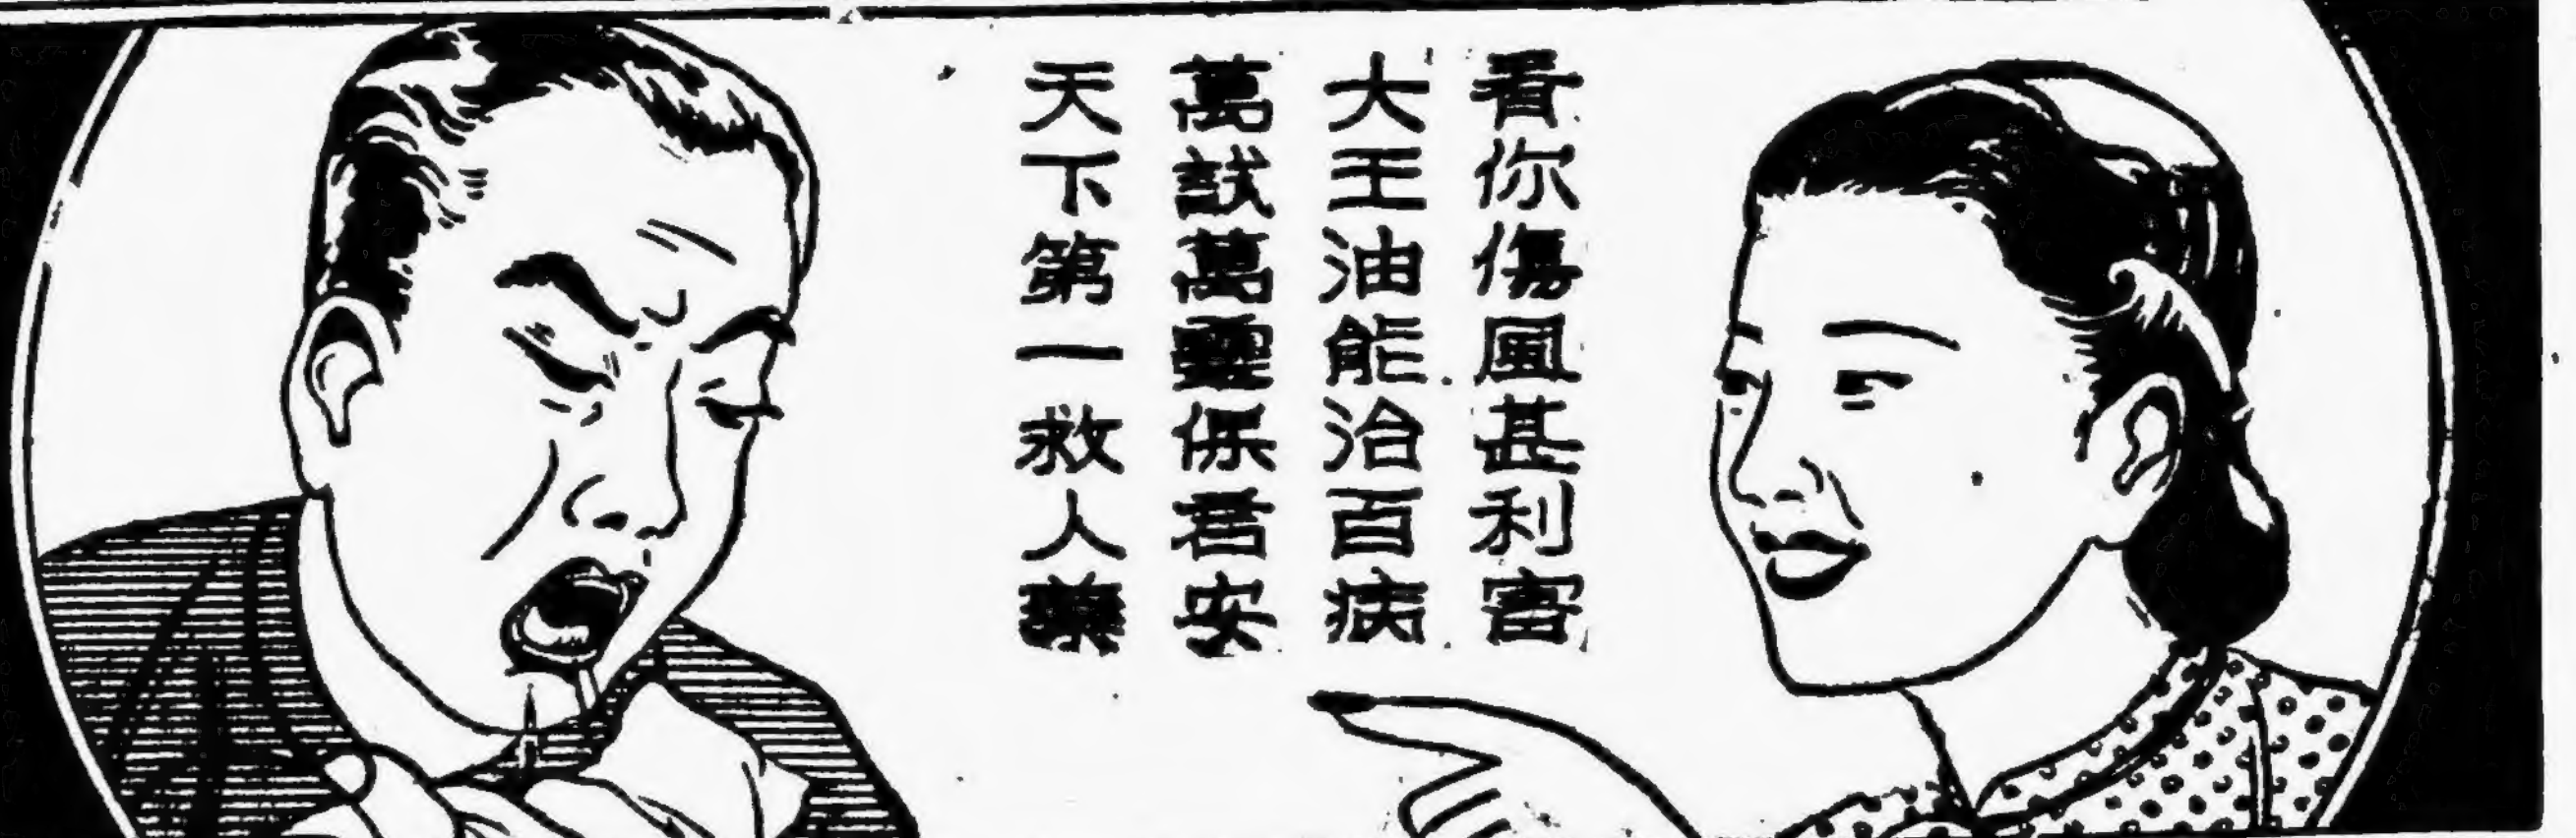 看你傷風甚利害
大王油能治百病
萬試萬靈保君安
天下第一救人藥